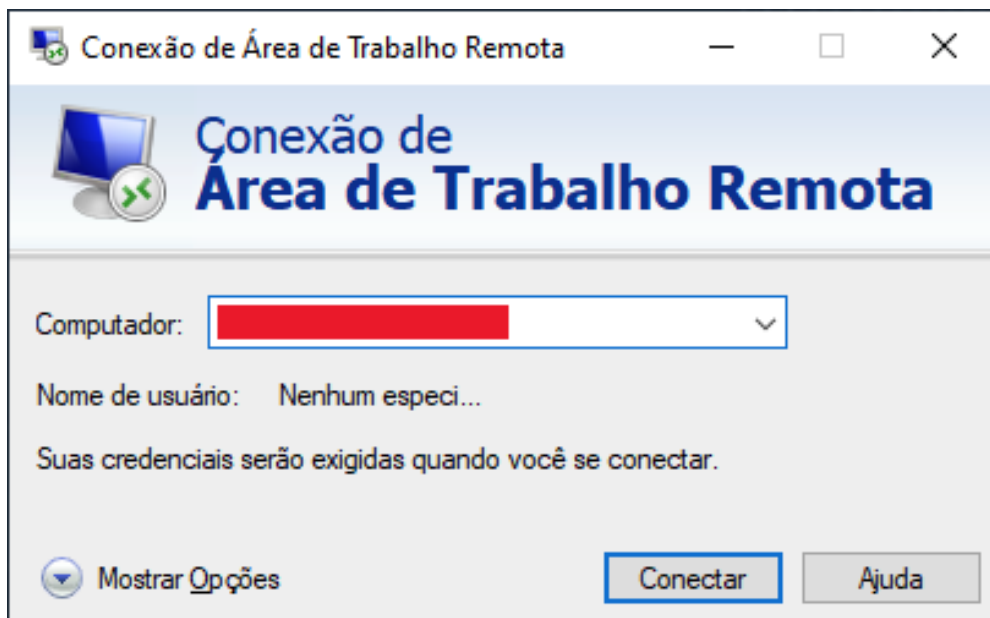 Conexão de Área de Trabalho Remota
Conexão de
Área de Trabalho Remota
Computador:
Nome de usuário: Nenhum especi...
Suas credenciais serão exigidas quando você se conectar.
Mostrar Opções Conectar Ajuda